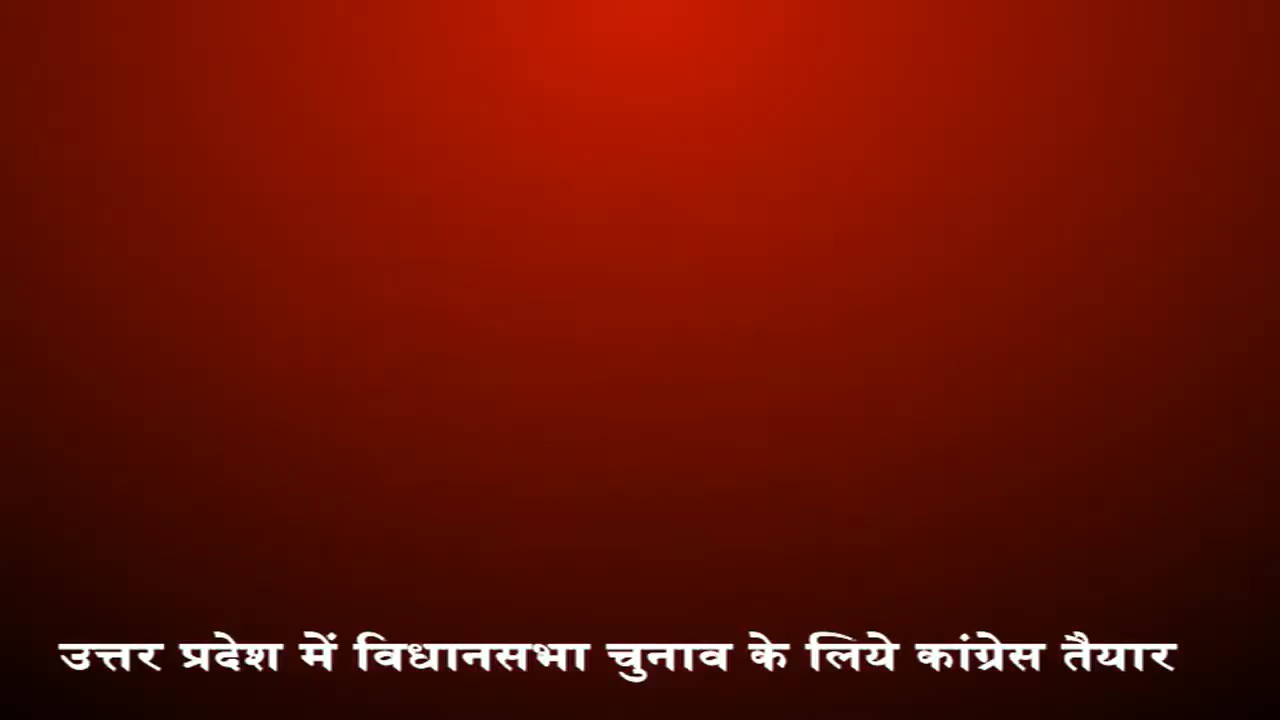 उत्तर प्रदेश में विधानसभा चुनाव के लिये कांग्रेस तैयार